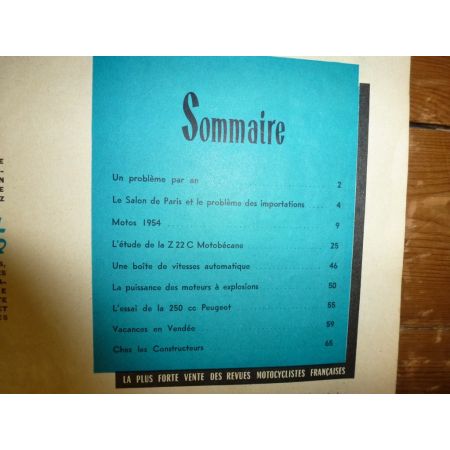 Sommaire
Un problème par an 2
Le Salon de Paris et le problème des importations .... 4
Motos 1954 9
L'étude de la Z 22 C Motobécane 25
Une boîte de vitesses automatique 46
La puissance des moteurs à explosions 50
L'essai de la 250 cc Peugeot 55
Vacances en Vendée 59
Chez les Constructeurs 65
LA PLUS FORTE VENTE DES REVUES MOTOCYCLISTES FRANÇAISES